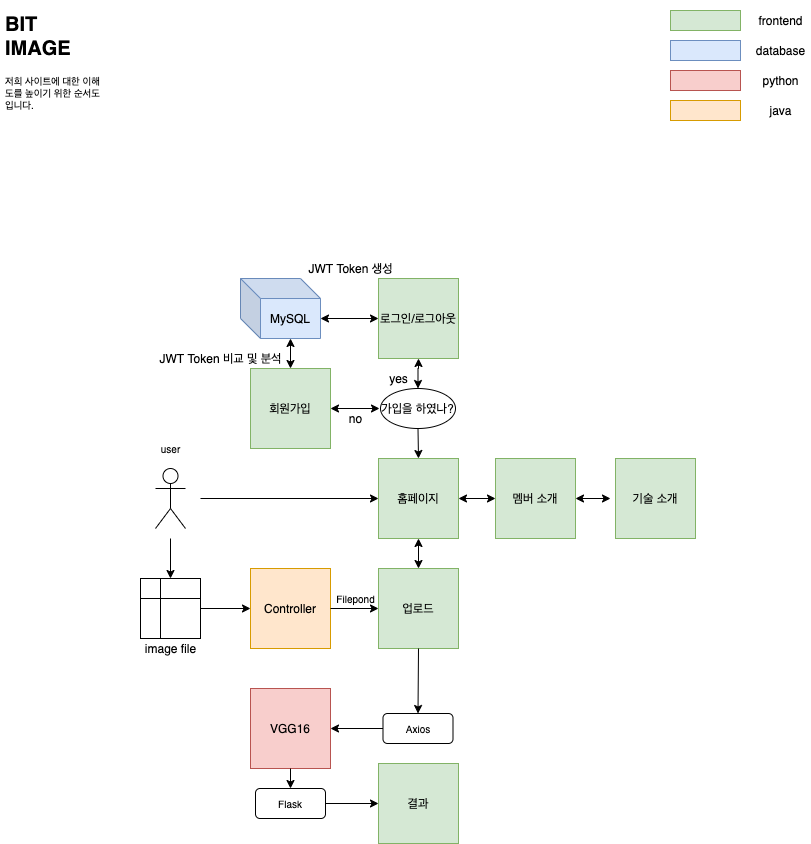 BIT
IMAGE
저희 사이트에 대한 이해
도를 높이기 위한 순서도
입니다.
frontend
database
python
java
JWT Token 생성
MySQL
로그인/로그아웃
JWT Token 비교 및 분석
yes
회원가입
no
가입을 하였나?
user
홈페이지
멤버 소개
기술 소개
Controller
Filepond
업로드
image file
VGG16
Axios
Flask
결과